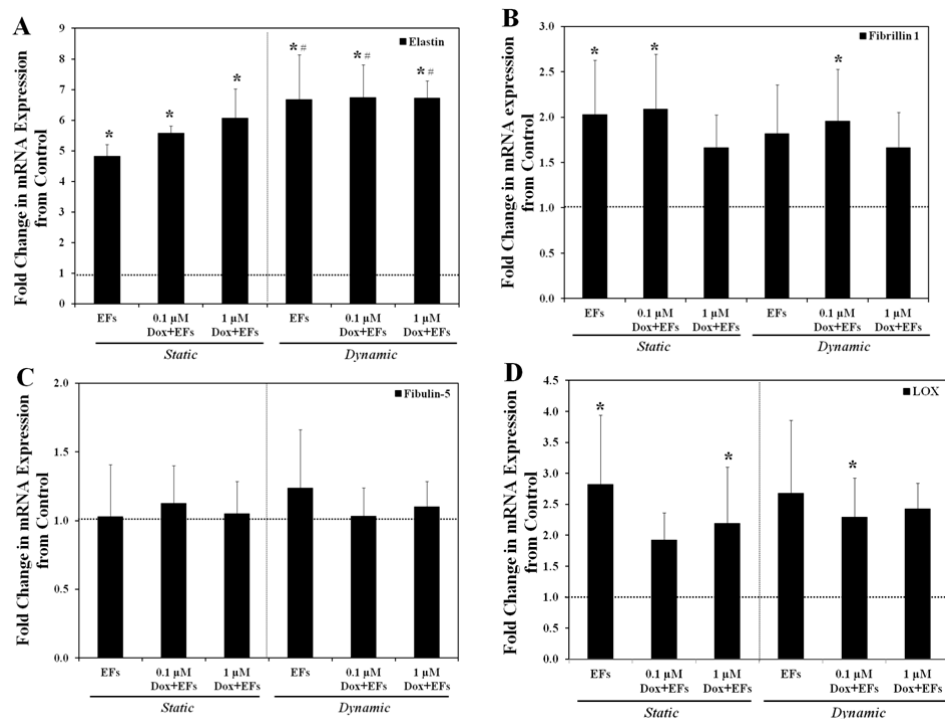 A
Elastin
Fold Change in mRNA Expression
from Control
9
8
7
6
5
4
3
2
1
0
* * * *# *# *#
EFs 0.1 µM 1 µM EFs 0.1 µM 1 µM
Dox+EFs Dox+EFs Dox+EFs Dox+EFs
Static Dynamic
B
Fibrillin 1
Fold Change in mRNA expression
from Control
3.0
2.5
2.0
1.5
1.0
0.5
0.0
* * *
EFs 0.1 µM 1 µM EFs 0.1 µM 1 µM
Dox+EFs Dox+EFs Dox+EFs Dox+EFs
Static Dynamic
C
Fibulin-5
Fold Change in mRNA Expression
from Control
2.0
1.5
1.0
0.5
0.0
EFs 0.1 µM 1 µM EFs 0.1 µM 1 µM
Dox+EFs Dox+EFs Dox+EFs Dox+EFs
Static Dynamic
D
LOX
Fold Change in mRNA Expression
from Control
4.5
4.0
3.5
3.0
2.5
2.0
1.5
1.0
0.5
0.0
* * *
EFs 0.1 µM 1 µM EFs 0.1 µM 1 µM
Dox+EFs Dox+EFs Dox+EFs Dox+EFs
Static Dynamic